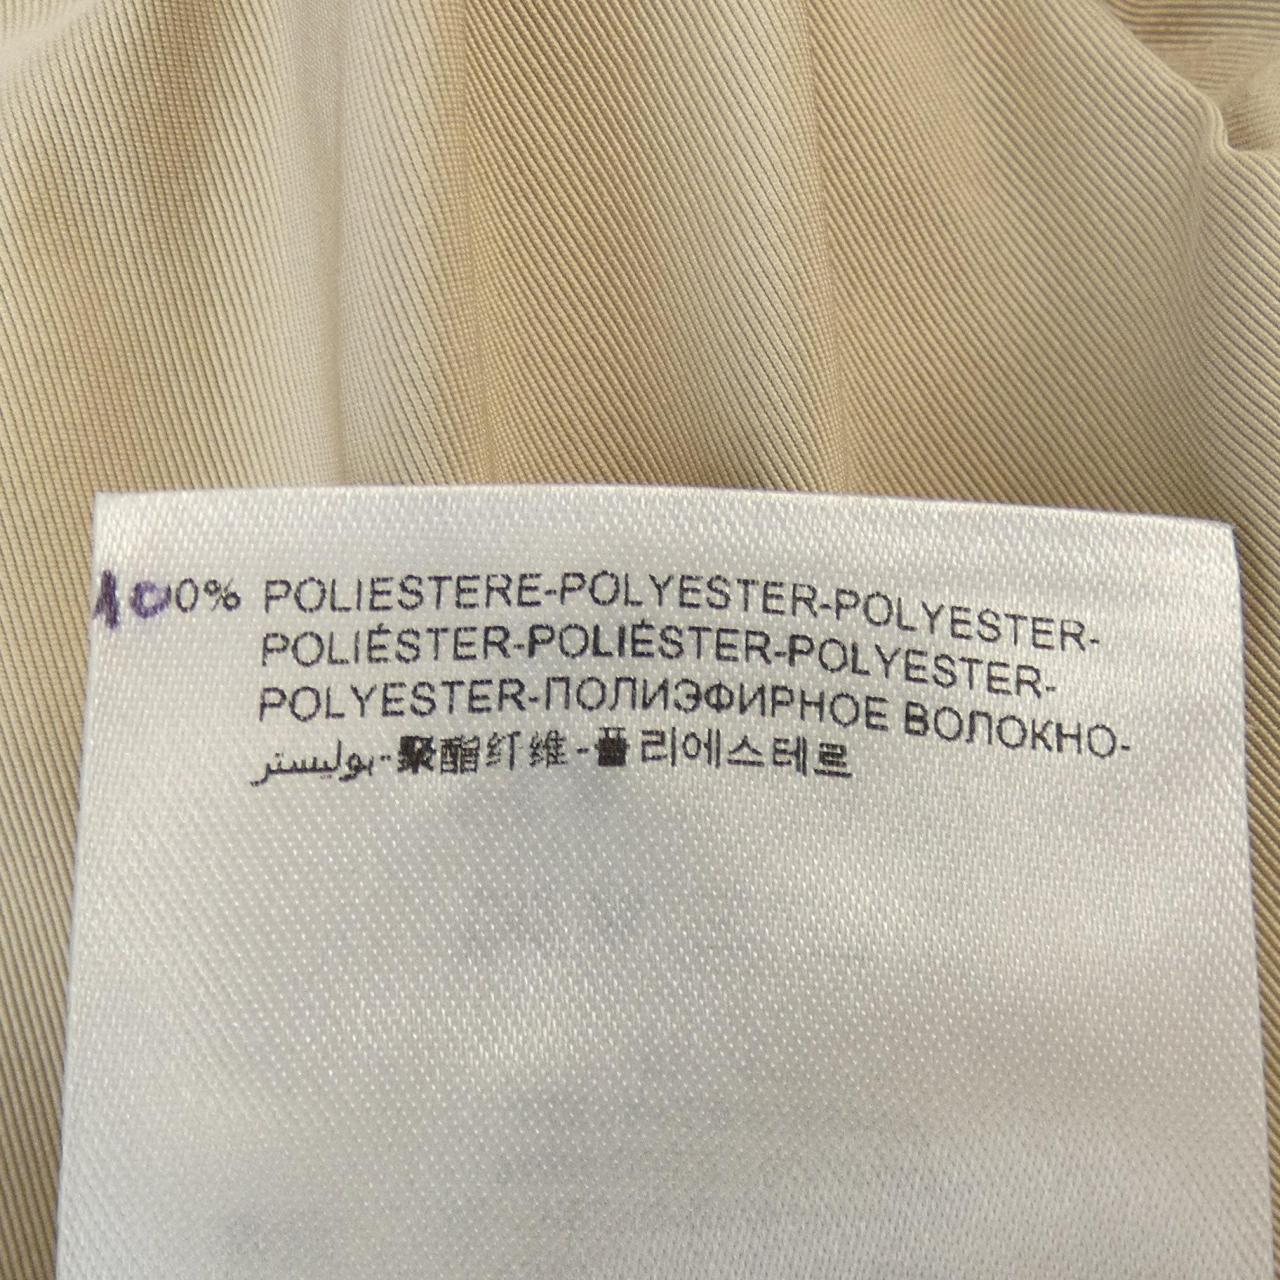 100% POLIESTERE-POLYESTER-POLYESTER-
POLIÉSTER-POLIÉSTER-POLYESTER-
POLYESTER-ПОЛИЭФИРНОЕ ВОЛОКНО-
بوليستر-聚酯纤维-폴리에스테르